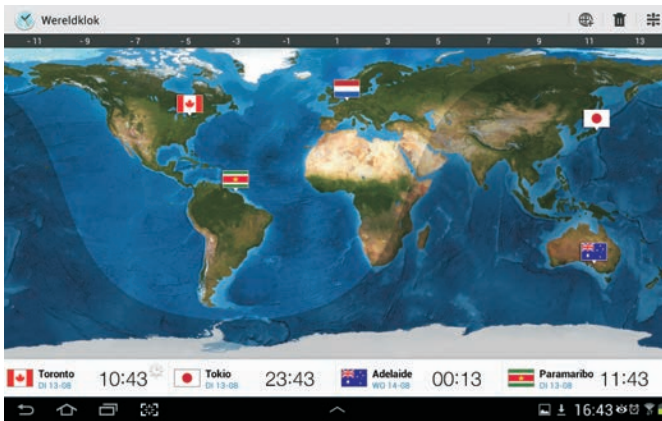 Wereldklok
-11 -9 -7 -5 -3 -1 1 3 5 7 9 11 13
Toronto
DI 13-08
10:43
Tokio
DI 13-08
23:43
Adelaide
WO 14-08
00:13
Paramaribo
DI 13-08
11:43
16:43